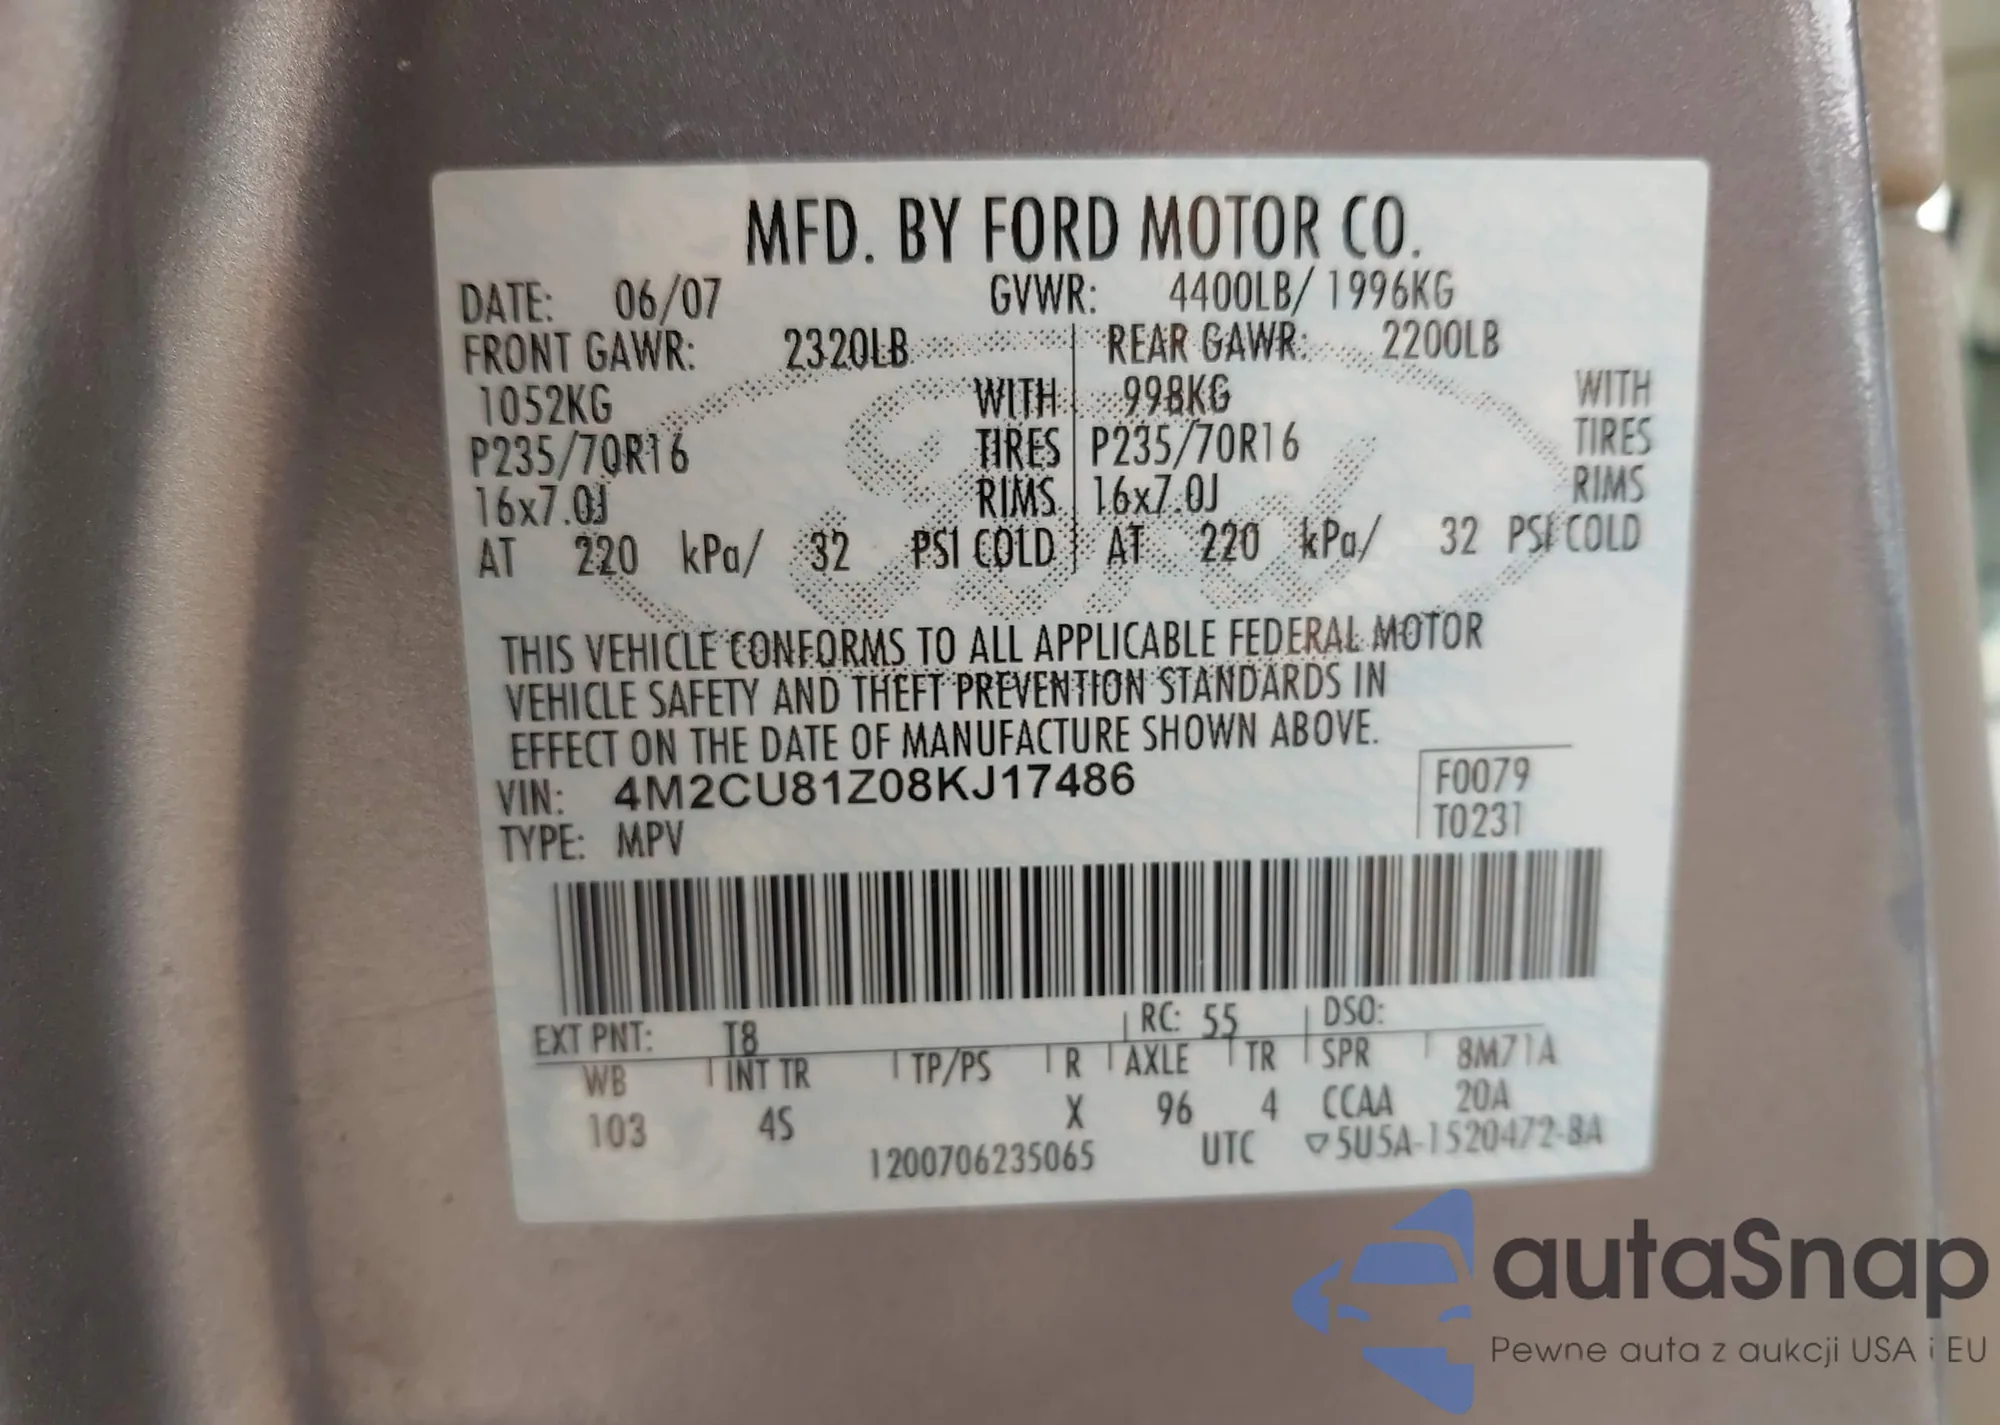 MFD. BY FORD MOTOR CO.
DATE: 06/07 GVWR: 4400LB/ 1996KG
FRONT GAWR: 2320LB REAR GAWR: 2200LB
1052KG WITH 998KG WITH
P235/70R16 TIRES P235/70R16 TIRES
16x7.0J RIMS 16x7.0J RIMS
AT 220 kPa/ 32 PSI COLD AT 220 kPa/ 32 PSI COLD
THIS VEHICLE CONFORMS TO ALL APPLICABLE FEDERAL MOTOR
VEHICLE SAFETY AND THEFT PREVENTION STANDARDS IN
EFFECT ON THE DATE OF MANUFACTURE SHOWN ABOVE.
VIN: 4M2CU81Z08KJ17486 F0079
TYPE: MPV T0231
EXT PNT: T8 RC: 55 DSO:
WB INT TR TP/PS R AXLE TR SPR 8M71A
103 4S X 96 4 CCAA 20A
1200706235065 UTC ▽5U5A-1520472-BA
autaSnap
Pewne auta z aukcji USA i EU